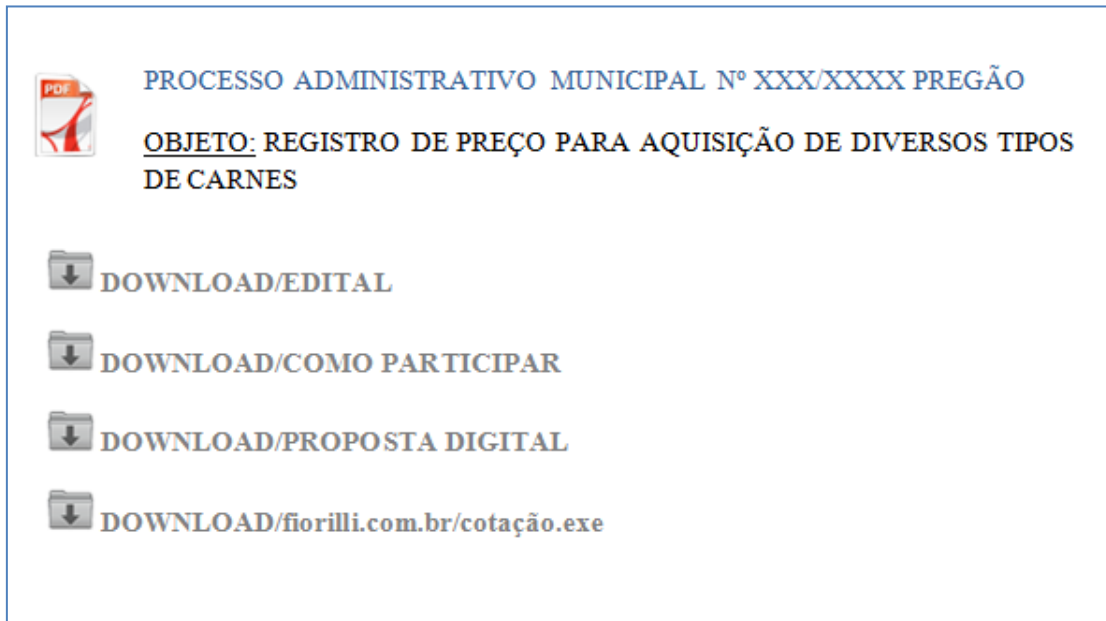 PDF
PROCESSO ADMINISTRATIVO MUNICIPAL Nº XXX/XXXX PREGÃO
OBJETO: REGISTRO DE PREÇO PARA AQUISIÇÃO DE DIVERSOS TIPOS
DE CARNES
DOWNLOAD/EDITAL
DOWNLOAD/COMO PARTICIPAR
DOWNLOAD/PROPOSTA DIGITAL
DOWNLOAD/fiorilli.com.br/cotação.exe